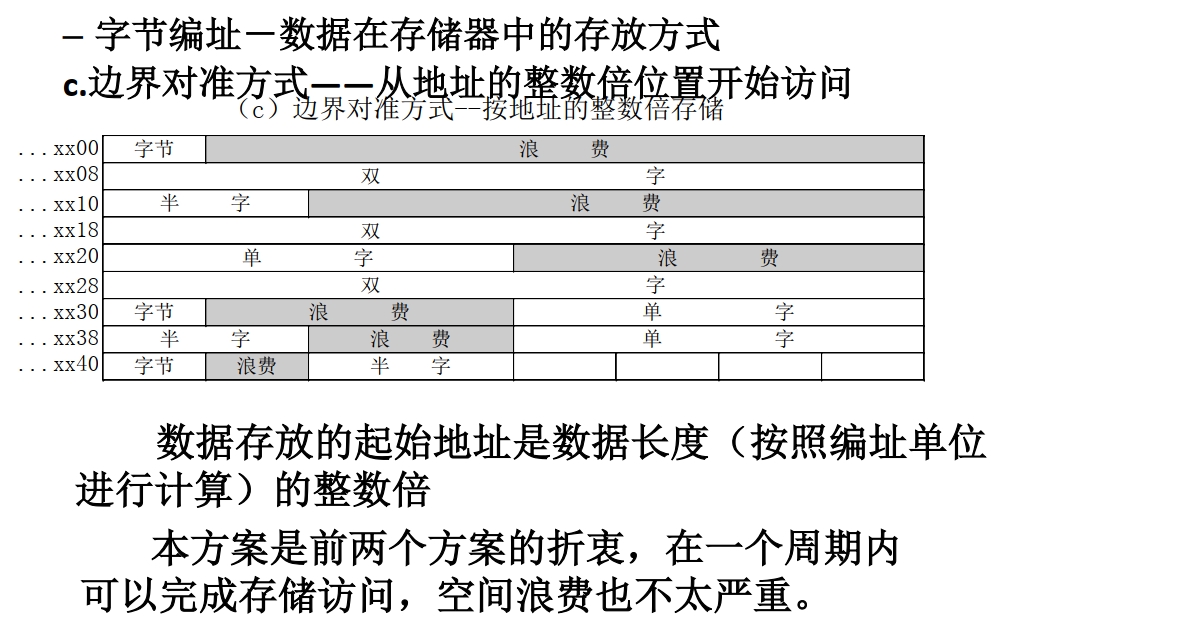 – 字节编址－数据在存储器中的存放方式
c.边界对准方式——从地址的整数倍位置开始访问
（c）边界对准方式--按地址的整数倍存储
...xx00 字节 浪 费
...xx08 双 字
...xx10 半 字 浪 费
...xx18 双 字
...xx20 单 字 浪 费
...xx28 双 字
...xx30 字节 浪 费 单 字
...xx38 半 字 浪 费 单 字
...xx40 字节 浪费 半 字
数据存放的起始地址是数据长度（按照编址单位
进行计算）的整数倍
本方案是前两个方案的折衷，在一个周期内
可以完成存储访问，空间浪费也不太严重。